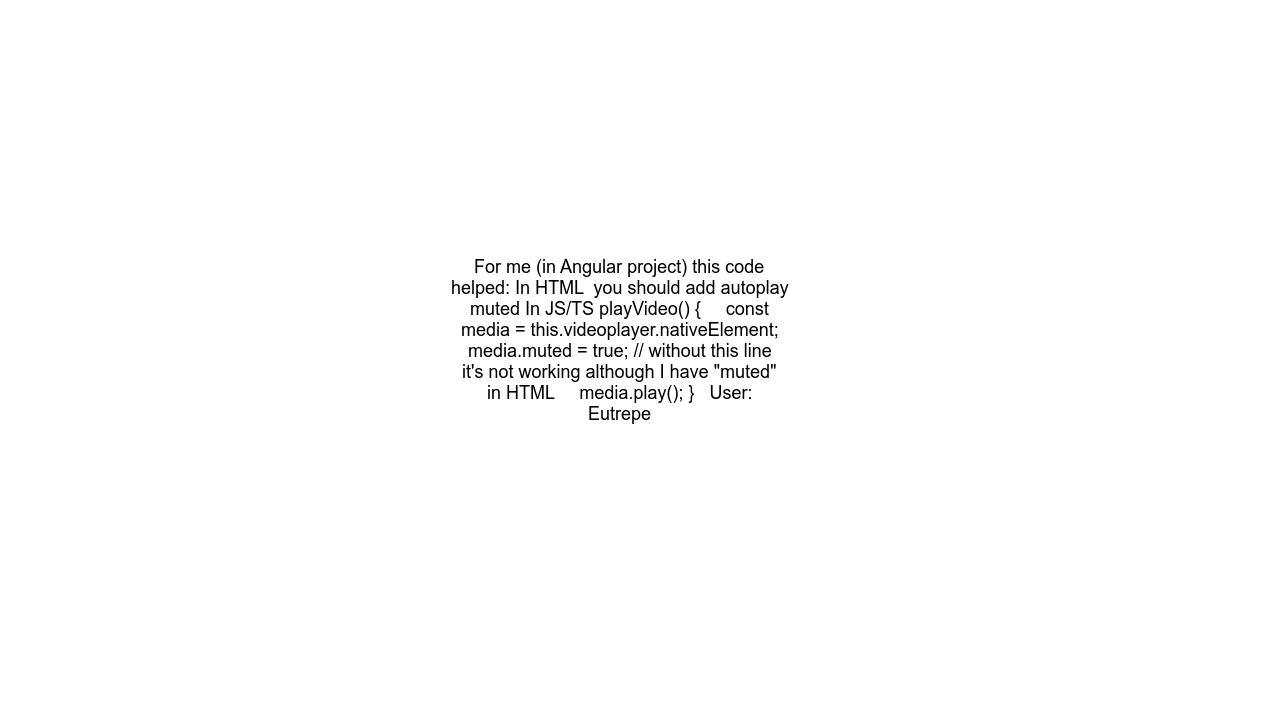 For me (in Angular project) this code
helped: In HTML  you should add autoplay
muted In JS/TS playVideo() {     const
media = this.videoplayer.nativeElement;
media.muted = true; // without this line
it's not working although I have "muted"
in HTML     media.play(); }   User:
Eutrepe